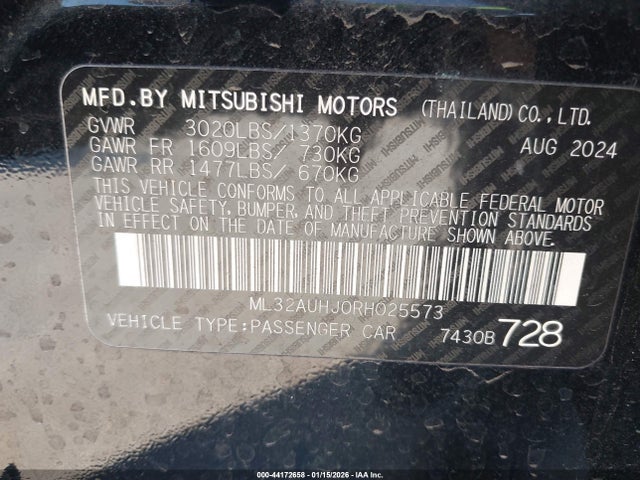 MFD.BY MITSUBISHI MOTORS (THAILAND) CO., LTD.
GVWR 3020LBS/1370KG AUG 2024
GAWR FR 1609LBS/ 730KG
GAWR RR 1477LBS/ 670KG
THIS VEHICLE CONFORMS TO ALL APPLICABLE FEDERAL MOTOR
VEHICLE SAFETY, BUMPER, AND THEFT PREVENTION STANDARDS
IN EFFECT ON THE DATE OF MANUFACTURE SHOWN ABOVE.
ML32AUHJ0RH025573
VEHICLE TYPE:PASSENGER CAR 7430B 728
000-44172658 - 01/15/2026 - IAA Inc.